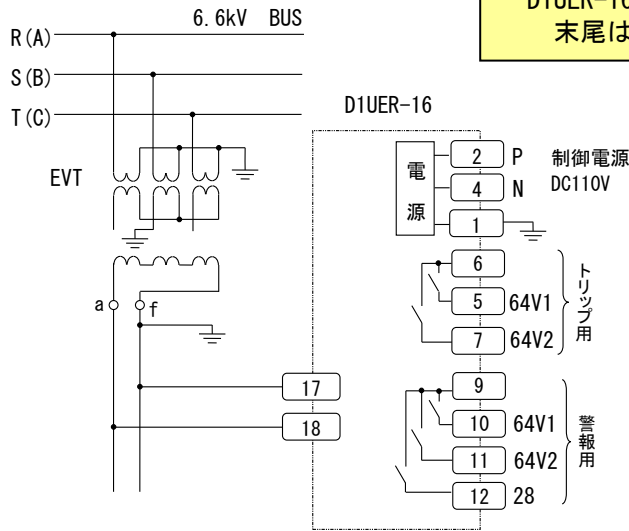 D1UER-16
末尾は
6.6kV BUS
R(A)
S(B)
T(C)
EVT
a
f
D1UER-16
電源
2 P
4 N
1
制御電源
DC110V
6
5 64V1
7 64V2
トリップ用
17
18
9
10 64V1
11 64V2
12 28
警報用